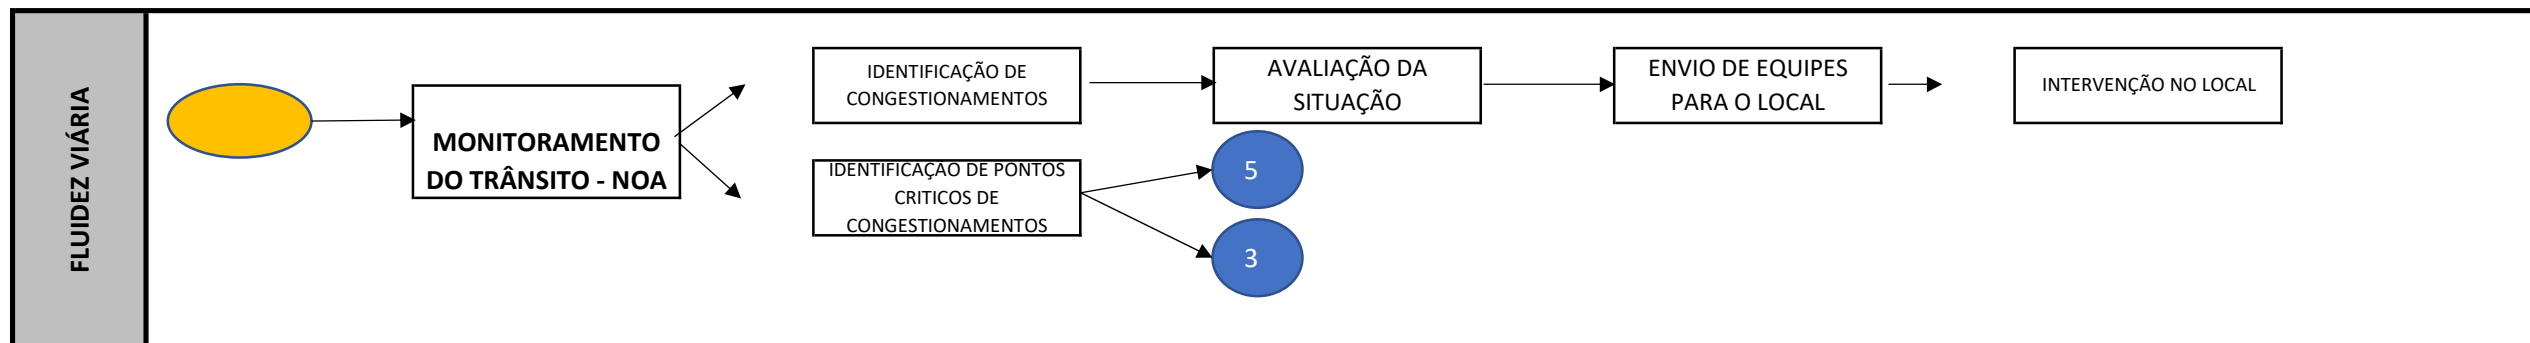 FLUIDEZ VIÁRIA
MONITORAMENTO
DO TRÂNSITO - NOA
IDENTIFICAÇÃO DE
CONGESTIONAMENTOS
AVALIAÇÃO DA
SITUAÇÃO
ENVIO DE EQUIPES
PARA O LOCAL
INTERVENÇÃO NO LOCAL
IDENTIFICAÇÃO DE PONTOS
CRITICOS DE
CONGESTIONAMENTOS
5
3